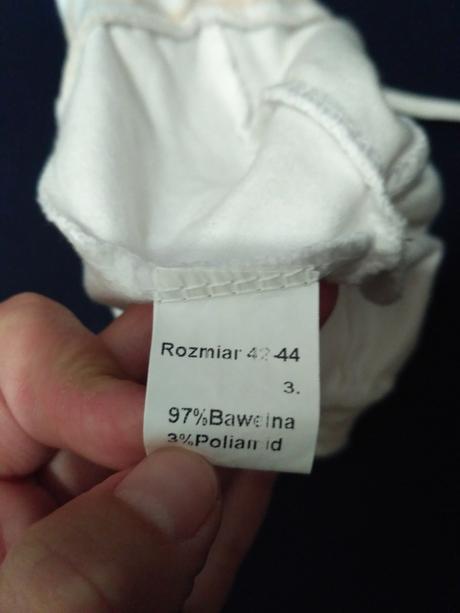 Rozmiar 42-44
3.
97%Bawełna
3%Poliamid